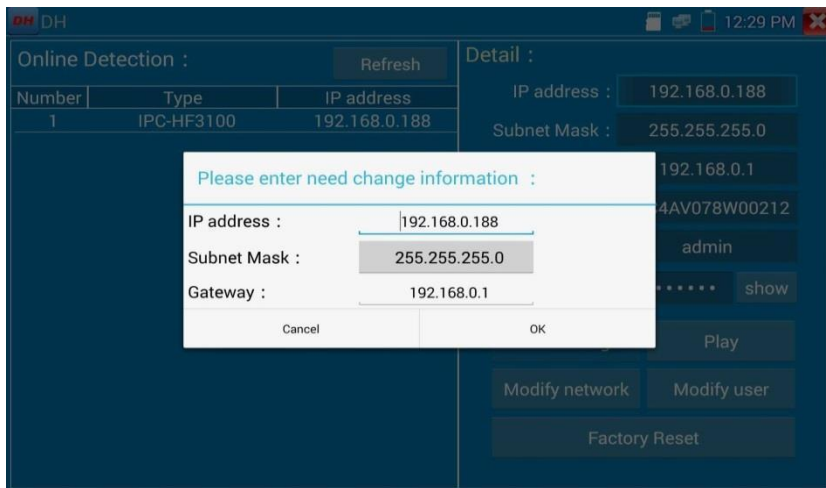 DH DH
12:29 PM
Online Detection :
Refresh
Number Type IP address
1 IPC-HF3100 192.168.0.188
Detail :
IP address : 192.168.0.188
Subnet Mask : 255.255.255.0
192.168.0.1
4AV078W00212
admin
show
Play
Modify network Modify user
Factory Reset
Please enter need change information :
IP address : 192.168.0.188
Subnet Mask : 255.255.255.0
Gateway : 192.168.0.1
Cancel OK